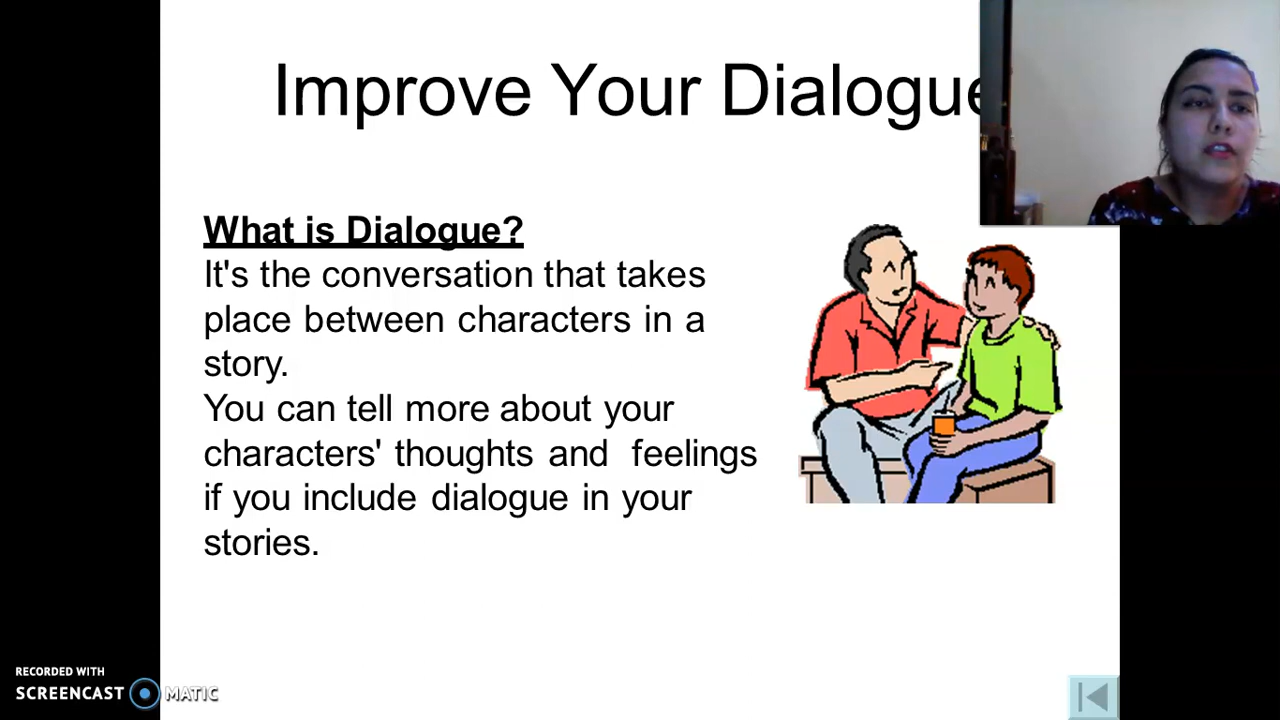 Improve Your Dialogue
What is Dialogue?
It's the conversation that takes
place between characters in a
story.
You can tell more about your
characters' thoughts and feelings
if you include dialogue in your
stories.
RECORDED WITH
SCREENCAST MATIC